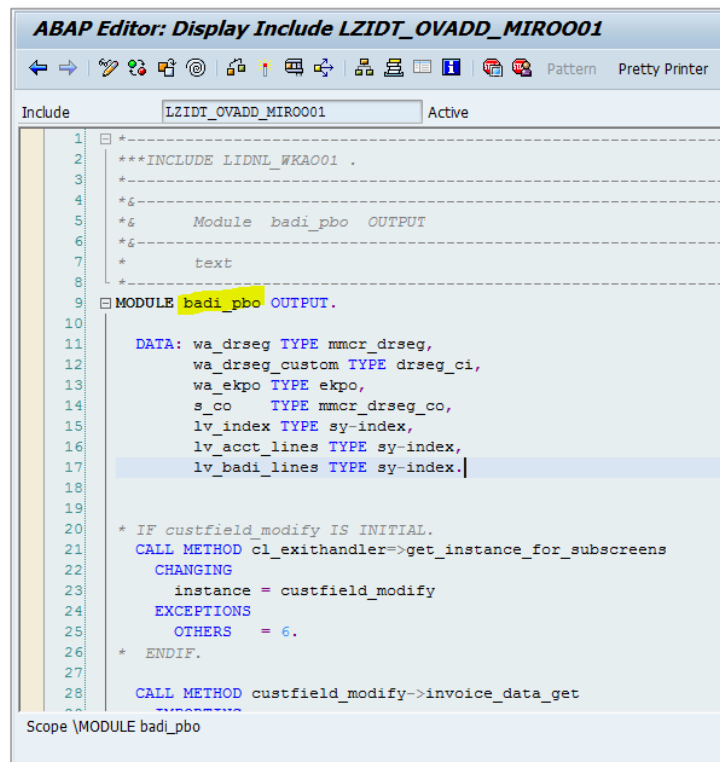 ABAP Editor: Display Include LZIDT_OVADD_MIROO01
Pattern Pretty Printer
Include LZIDT_OVADD_MIROO01 Active
1 *----------------------------------------------------------------------
2 ***INCLUDE LIDNL_WKAO01 .
3 *----------------------------------------------------------------------
4 *&---------------------------------------------------------------------
5 *& Module badi_pbo OUTPUT
6 *&---------------------------------------------------------------------
7 * text
8 *----------------------------------------------------------------------
9 MODULE badi_pbo OUTPUT.
10
11 DATA: wa_drseg TYPE mmcr_drseg,
12 wa_drseg_custom TYPE drseg_ci,
13 wa_ekpo TYPE ekpo,
14 s_co TYPE mmcr_drseg_co,
15 lv_index TYPE sy-index,
16 lv_acct_lines TYPE sy-index,
17 lv_badi_lines TYPE sy-index.
18
19
20 * IF custfield_modify IS INITIAL.
21 CALL METHOD cl_exithandler=>get_instance_for_subscreens
22 CHANGING
23 instance = custfield_modify
24 EXCEPTIONS
25 OTHERS = 6.
26 * ENDIF.
27
28 CALL METHOD custfield_modify->invoice_data_get
Scope \MODULE badi_pbo